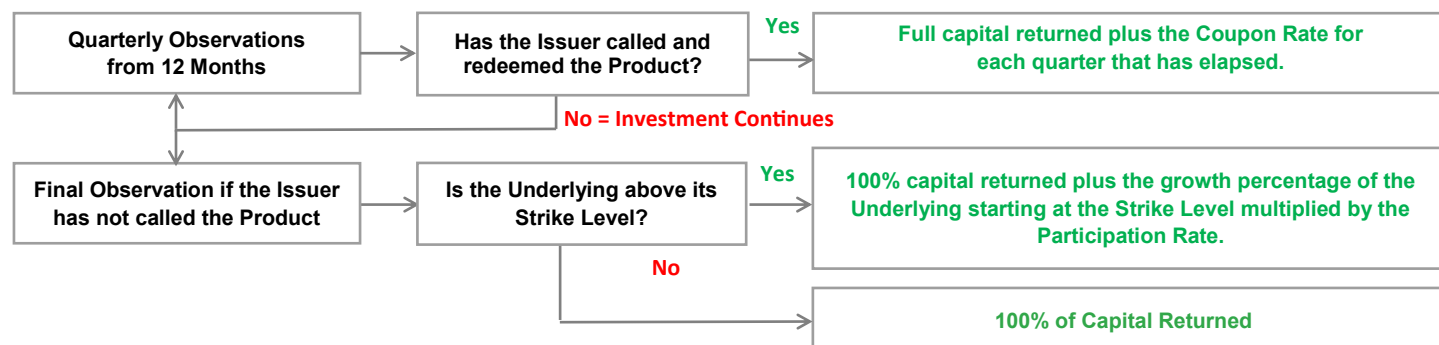 Quarterly Observations
from 12 Months
Has the Issuer called and
redeemed the Product?
Yes
Full capital returned plus the Coupon Rate for
each quarter that has elapsed.
No = Investment Continues
Final Observation if the Issuer
has not called the Product
Is the Underlying above its
Strike Level?
Yes
100% capital returned plus the growth percentage of the
Underlying starting at the Strike Level multiplied by the
Participation Rate.
No
100% of Capital Returned